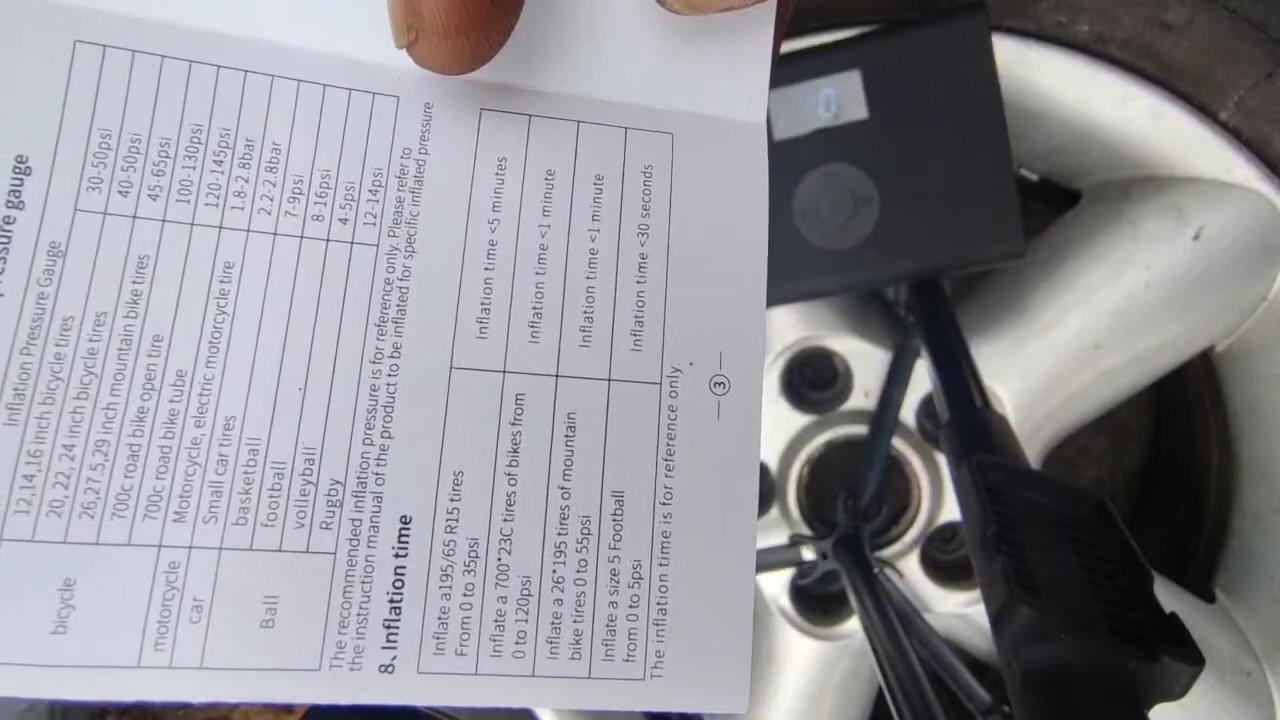 gauge
Inflation Pressure Gauge
bicycle
12,14,16 inch bicycle tires 30-50psi
20, 22, 24 inch bicycle tires 40-50psi
26,27.5,29 inch mountain bike tires 45-65psi
700c road bike open tire 100-130psi
700c road bike tube 120-145psi
motorcycle Motorcycle, electric motorcycle tire 1.8-2.8bar
car Small car tires 2.2-2.8bar
Ball
basketball 7-9psi
football 8-16psi
volleyball 4-5psi
Rugby 12-14psi
The recommended inflation pressure is for reference only. Please refer to
the instruction manual of the product to be inflated for specific inflated pressure
8. Inflation time
Inflate a195/65 R15 tires
From 0 to 35psi
Inflation time <5 minutes
Inflate a 700*23C tires of bikes from
0 to 120psi
Inflation time <1 minute
Inflate a 26*195 tires of mountain
bike tires 0 to 55psi
Inflation time <1 minute
Inflate a size 5 Football
from 0 to 5psi
Inflation time <30 seconds
The inflation time is for reference only.
3